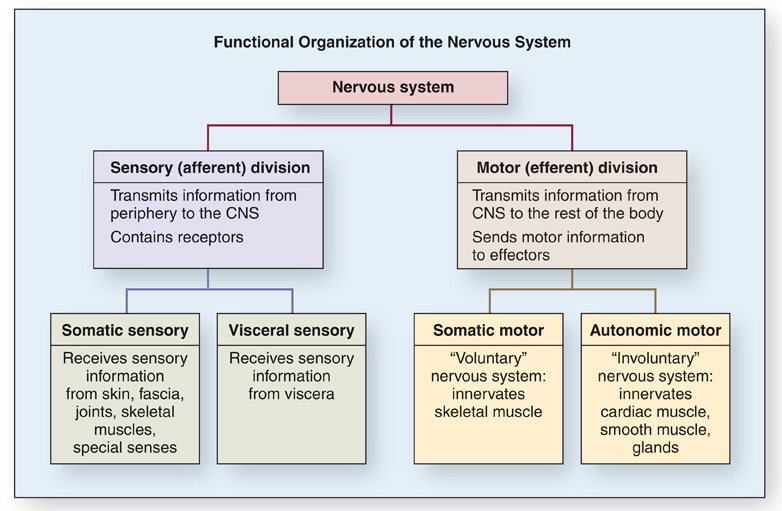 Functional Organization of the Nervous System
Nervous system
Sensory (afferent) division
Transmits information from
periphery to the CNS
Contains receptors
Motor (efferent) division
Transmits information from
CNS to the rest of the body
Sends motor information
to effectors
Somatic sensory
Receives sensory
information
from skin, fascia,
joints, skeletal
muscles,
special senses
Visceral sensory
Receives sensory
information
from viscera
Somatic motor
“Voluntary”
nervous system:
innervates
skeletal muscle
Autonomic motor
“Involuntary”
nervous system:
innervates
cardiac muscle,
smooth muscle,
glands